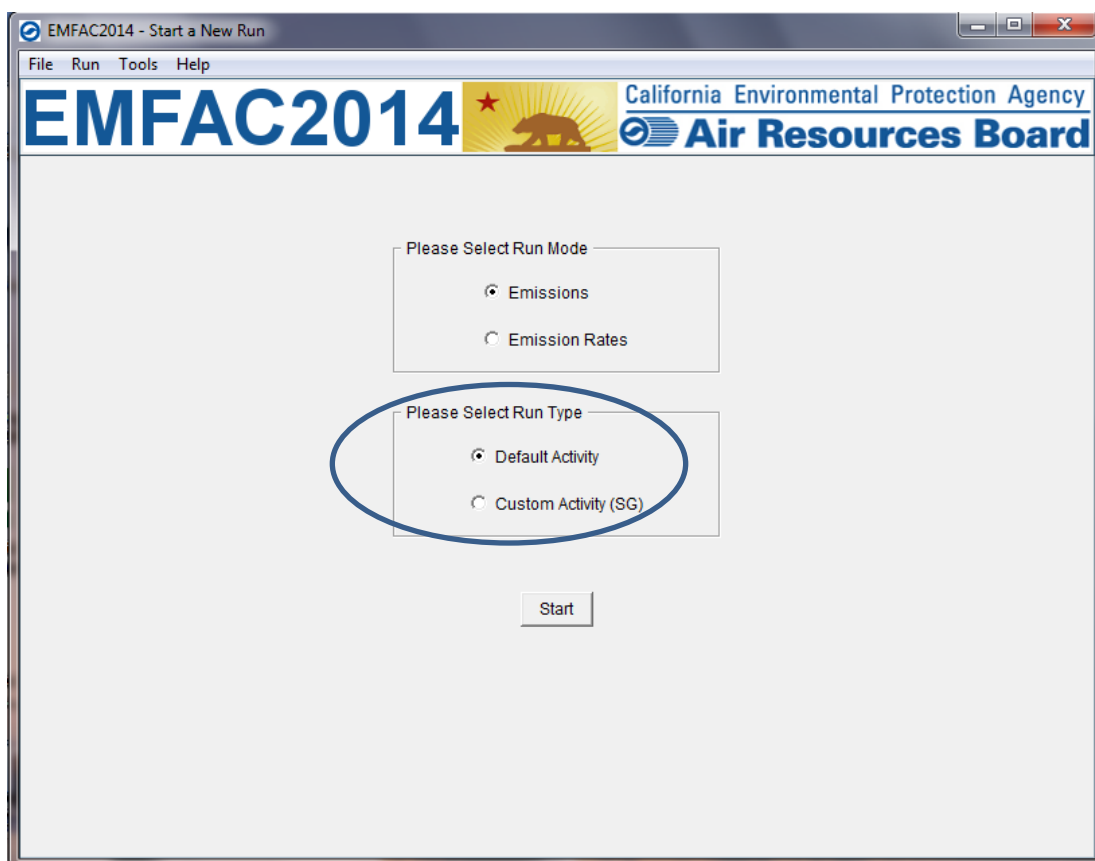 EMFAC2014 - Start a New Run
File Run Tools Help
EMFAC2014
California Environmental Protection Agency
Air Resources Board
Please Select Run Mode
Emissions
Emission Rates
Please Select Run Type
Default Activity
Custom Activity (SG)
Start